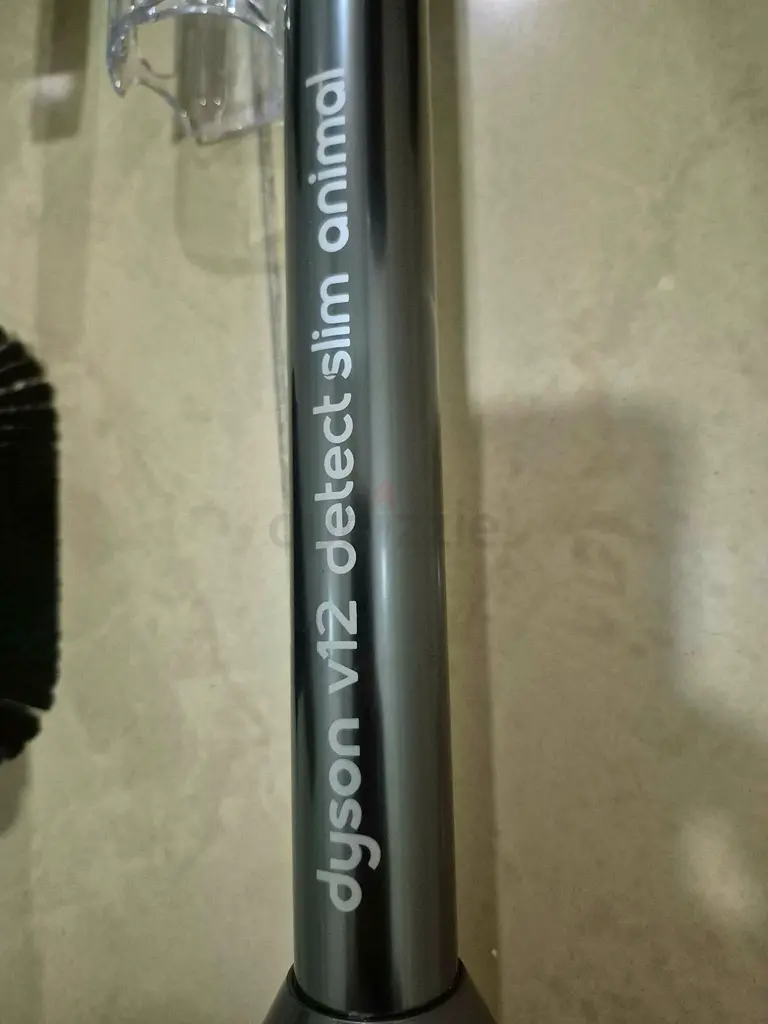 dyson v12 detect slim animal